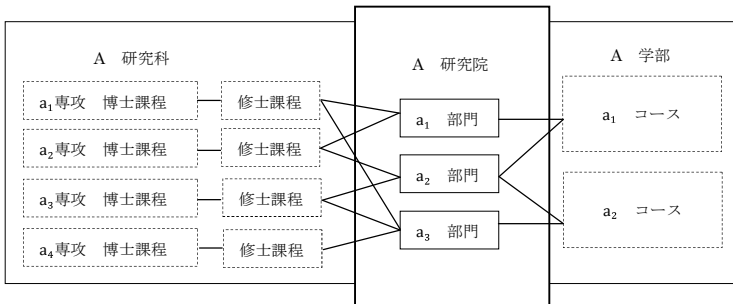 A 研究科
a₁専攻 博士課程
修士課程
a₂専攻 博士課程
修士課程
a₃専攻 博士課程
修士課程
a₄専攻 博士課程
修士課程
A 研究院
a₁ 部門
a₂ 部門
a₃ 部門
A 学部
a₁ コース
a₂ コース